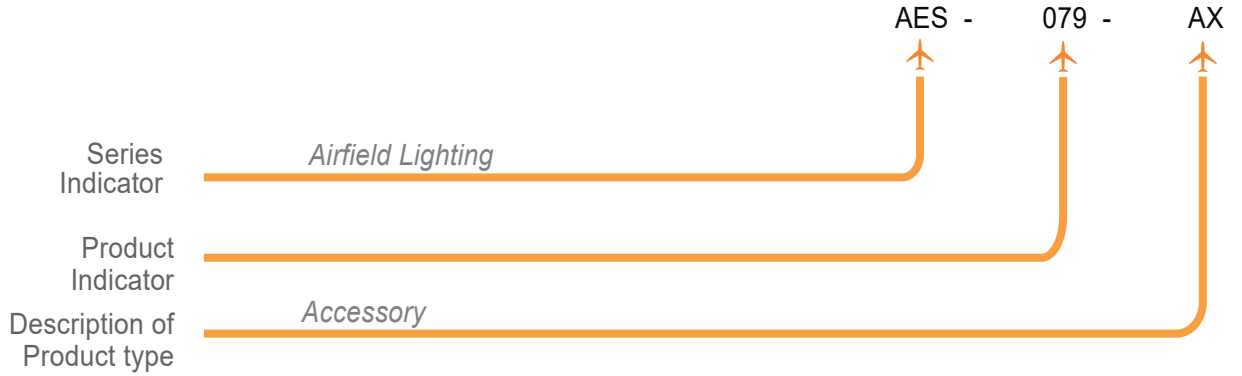 AES - 079 - AX
Series Airfield Lighting
Indicator
Product
Indicator
Accessory
Description of
Product type